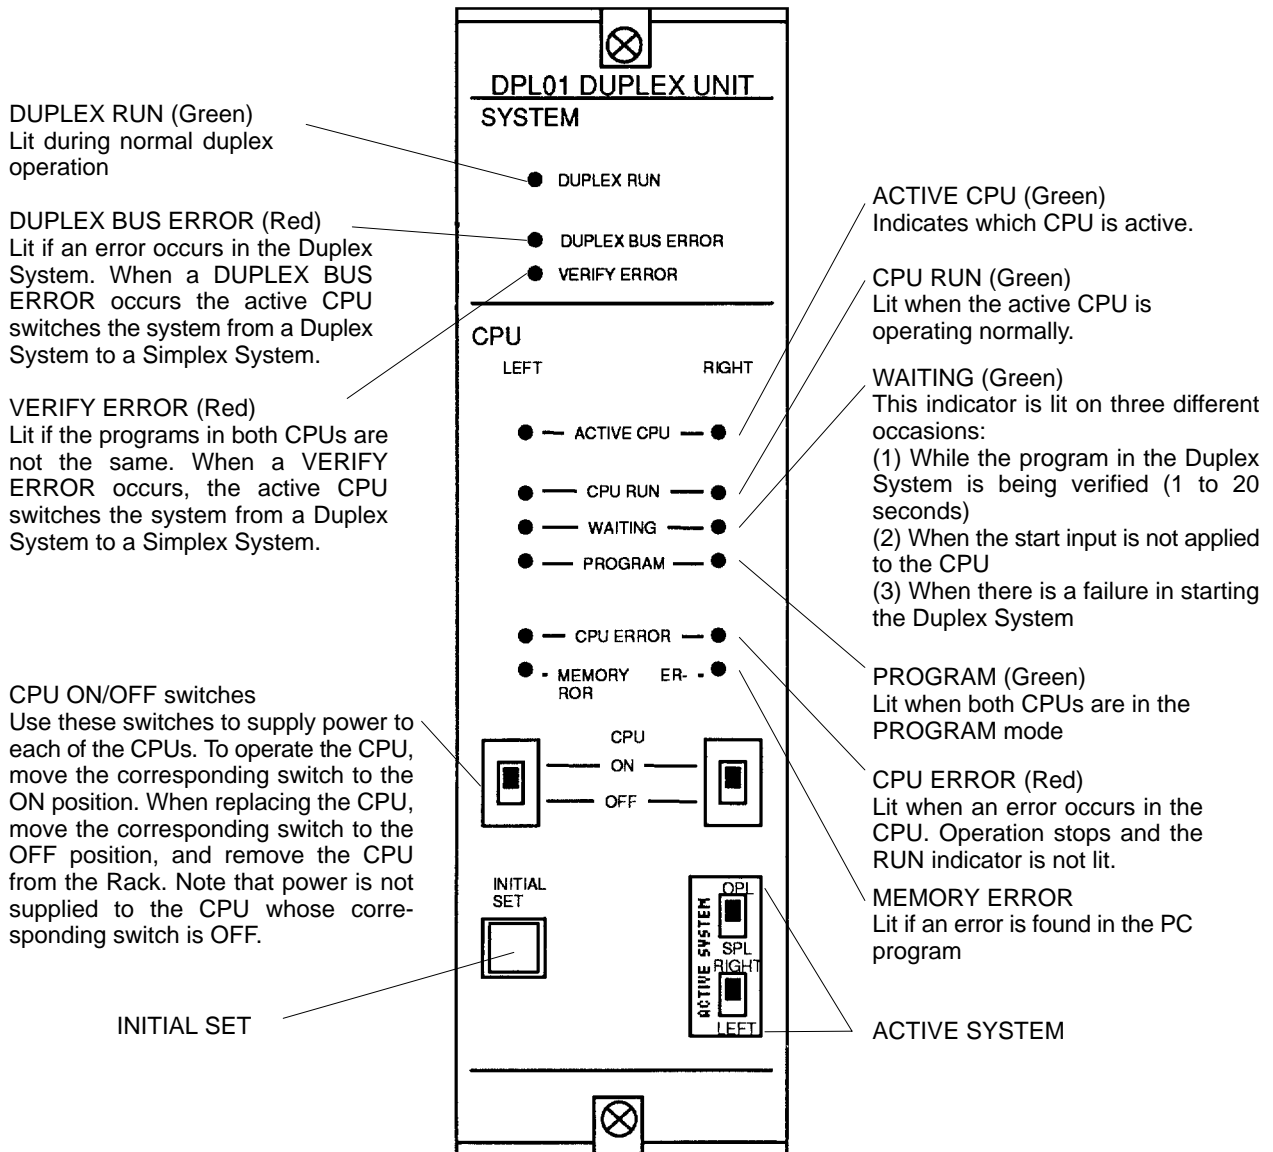 DPL01 DUPLEX UNIT
SYSTEM
DUPLEX RUN
DUPLEX BUS ERROR
VERIFY ERROR
CPU
LEFT RIGHT
ACTIVE CPU
CPU RUN
WAITING
PROGRAM
CPU ERROR
MEMORY ER-
ROR
CPU
ON
OFF
INITIAL
SET
ACTIVE SYSTEM
DPL
SPL
RIGHT
LEFT
DUPLEX RUN (Green)
Lit during normal duplex
operation
DUPLEX BUS ERROR (Red)
Lit if an error occurs in the Duplex
System. When a DUPLEX BUS
ERROR occurs the active CPU
switches the system from a Duplex
System to a Simplex System.
VERIFY ERROR (Red)
Lit if the programs in both CPUs are
not the same. When a VERIFY
ERROR occurs, the active CPU
switches the system from a Duplex
System to a Simplex System.
CPU ON/OFF switches
Use these switches to supply power to
each of the CPUs. To operate the CPU,
move the corresponding switch to the
ON position. When replacing the CPU,
move the corresponding switch to the
OFF position, and remove the CPU
from the Rack. Note that power is not
supplied to the CPU whose corre-
sponding switch is OFF.
INITIAL SET
ACTIVE CPU (Green)
Indicates which CPU is active.
CPU RUN (Green)
Lit when the active CPU is
operating normally.
WAITING (Green)
This indicator is lit on three different
occasions:
(1) While the program in the Duplex
System is being verified (1 to 20
seconds)
(2) When the start input is not applied
to the CPU
(3) When there is a failure in starting
the Duplex System
PROGRAM (Green)
Lit when both CPUs are in the
PROGRAM mode
CPU ERROR (Red)
Lit when an error occurs in the
CPU. Operation stops and the
RUN indicator is not lit.
MEMORY ERROR
Lit if an error is found in the PC
program
ACTIVE SYSTEM